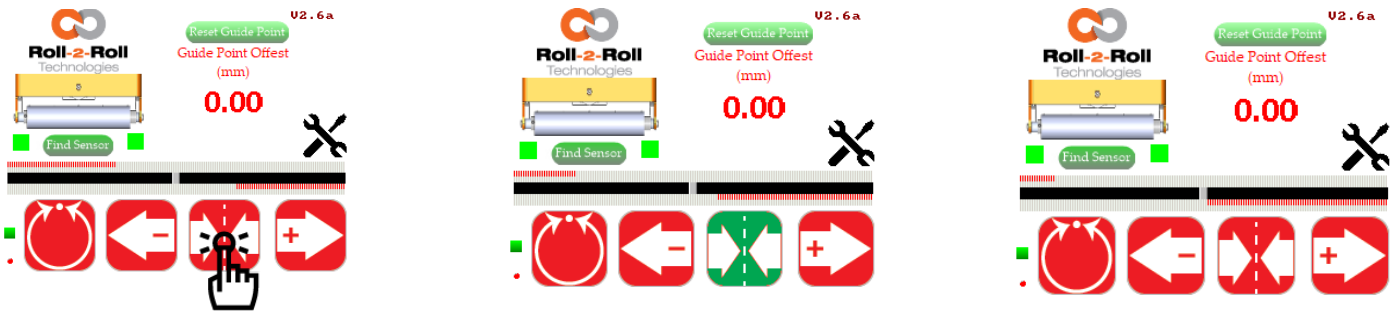 V2.6a
Reset Guide Point
Roll-2-Roll
Technologies
Guide Point Offest
(mm)
0.00
Find Sensor
−
+
V2.6a
Reset Guide Point
Roll-2-Roll
Technologies
Guide Point Offest
(mm)
0.00
Find Sensor
−
+
V2.6a
Reset Guide Point
Roll-2-Roll
Technologies
Guide Point Offest
(mm)
0.00
Find Sensor
−
+